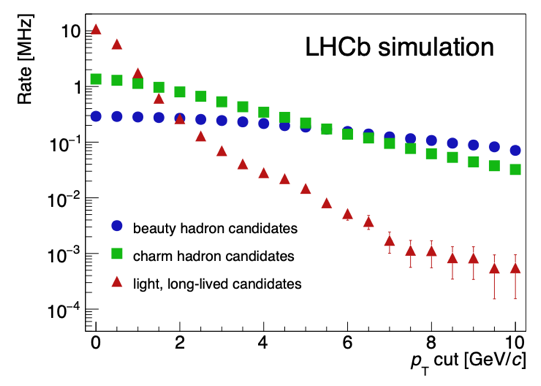 LHCb simulation
Rate [MHz]
10
1
10⁻¹
10⁻²
10⁻³
10⁻⁴
beauty hadron candidates
charm hadron candidates
light, long-lived candidates
0 2 4 6 8 10
p_T cut [GeV/c]